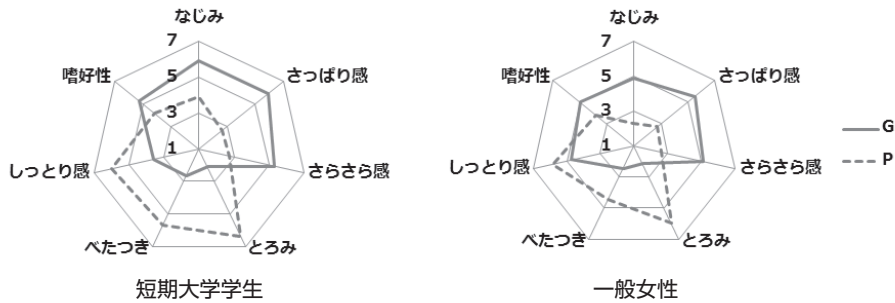 なじみ
7
さっぱり感
5
嗜好性
3
1
しっとり感
さらさら感
べたつき
とろみ
短期大学学生
なじみ
7
さっぱり感
5
嗜好性
3
1
しっとり感
さらさら感
べたつき
とろみ
一般女性
G
P